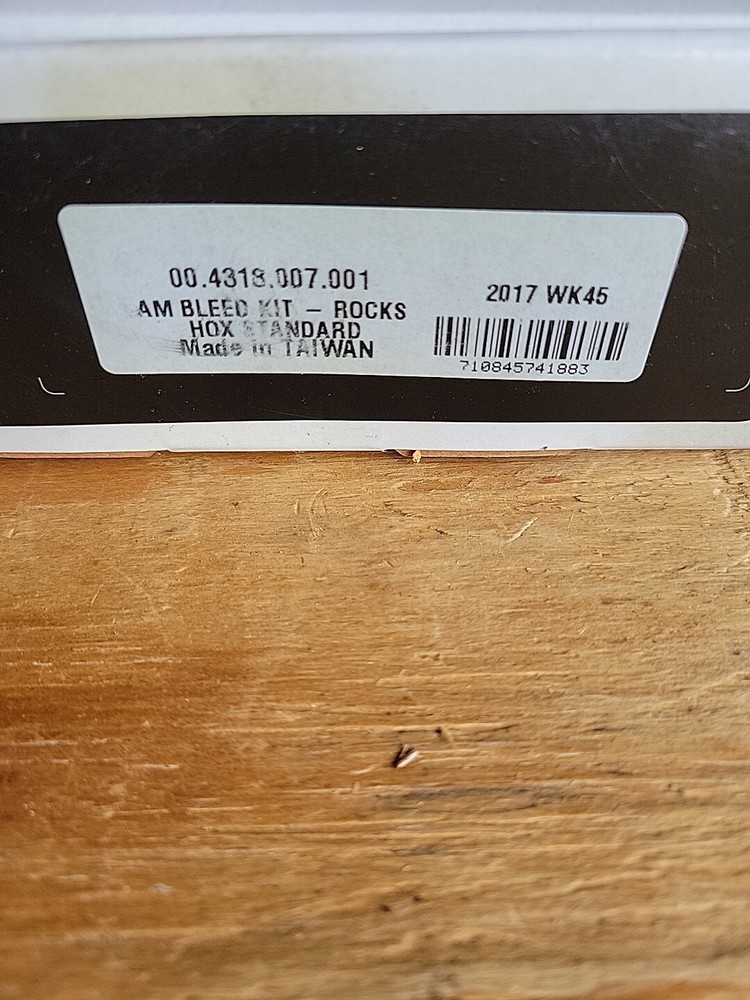 00.4318.007.001
AM BLEED KIT – ROCKS
HOX STANDARD
Made in TAIWAN
2017 WK45
710845741883